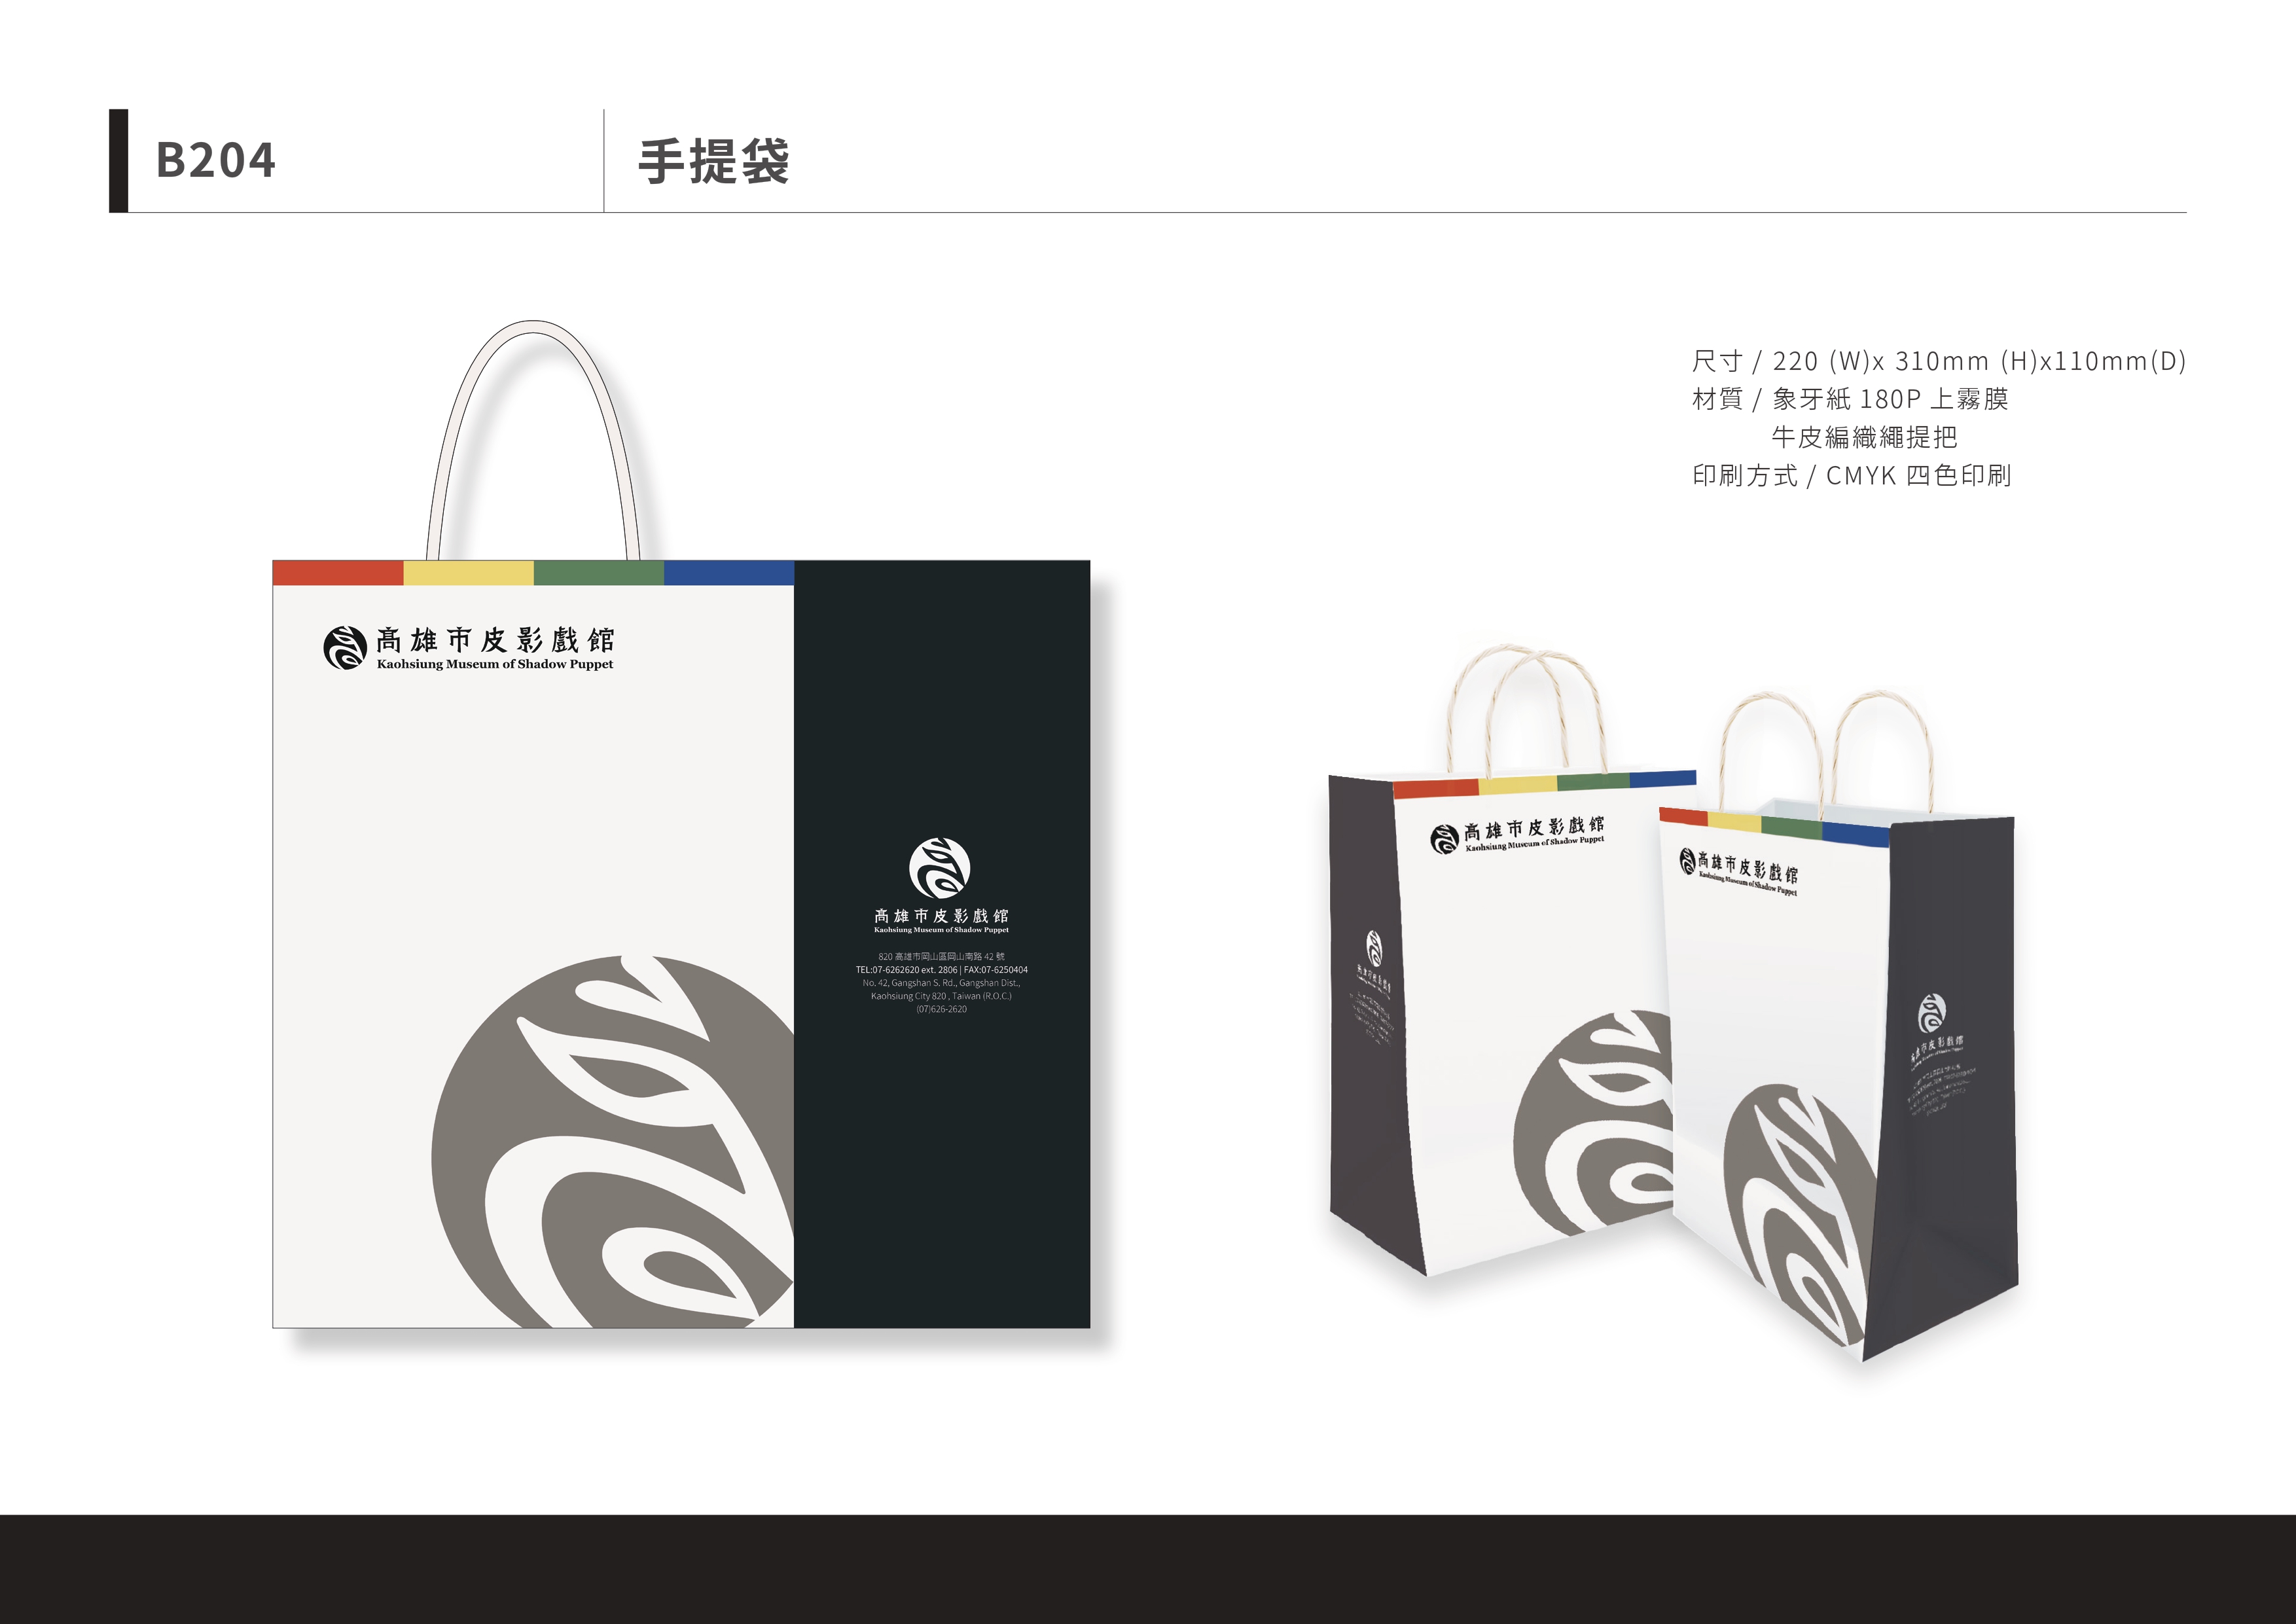 B204
手提袋
尺寸 / 220 (W)x 310mm (H)x110mm(D)
材質 / 象牙紙 180P 上霧膜
牛皮編織繩提把
印刷方式 / CMYK 四色印刷
高雄市皮影戲館
Kaohsiung Museum of Shadow Puppet
高雄市皮影戲館
Kaohsiung Museum of Shadow Puppet
820 高雄市岡山區岡山南路 42 號
TEL:07-6262620 ext. 2806 | FAX:07-6250404
No. 42, Gangshan S. Rd., Gangshan Dist.,
Kaohsiung City 820 , Taiwan (R.O.C.)
(07)626-2620
高雄市皮影戲館
Kaohsiung Museum of Shadow Puppet
高雄市皮影戲館
Kaohsiung Museum of Shadow Puppet
高雄市皮影戲館